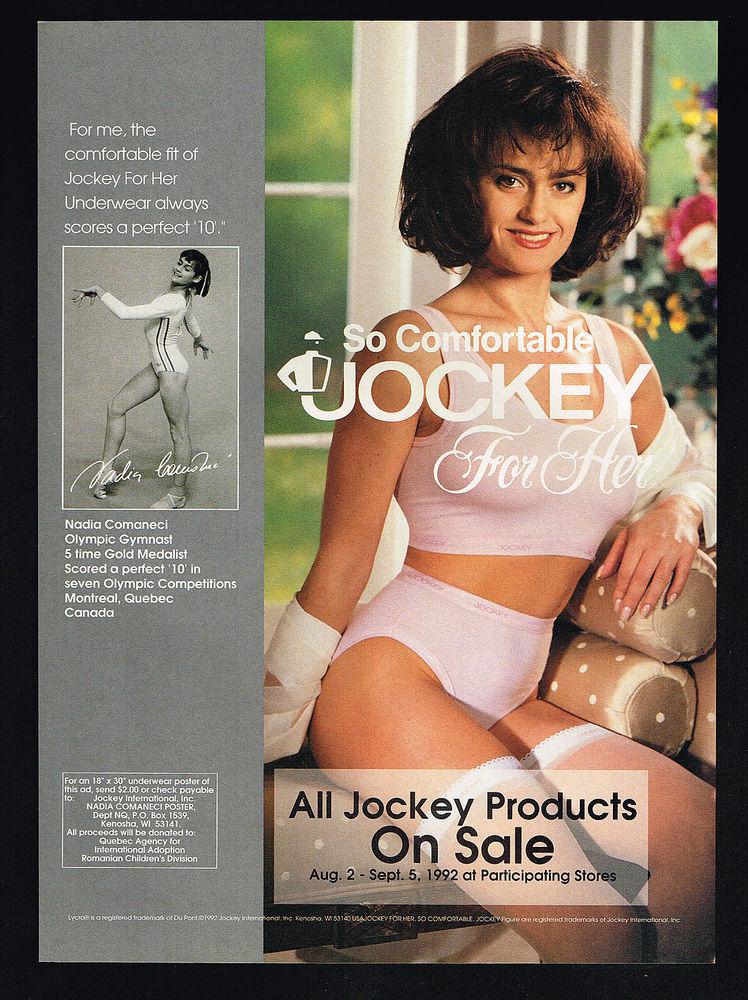 For me, the
comfortable fit of
Jockey For Her
Underwear always
scores a perfect '10'."
Nadia Comaneci
Nadia Comaneci
Olympic Gymnast
5 time Gold Medalist
Scored a perfect '10' in
seven Olympic Competitions
Montreal, Quebec
Canada
For an 18" x 30" underwear poster of
this ad, send $2.00 or check payable
to: Jockey International, Inc.
NADIA COMANECI POSTER,
Dept NQ, P.O. Box 1539,
Kenosha, WI 53141.
All proceeds will be donated to:
Quebec Agency for
International Adoption
Romanian Children's Division
So Comfortable
JOCKEY
For Her
JOCKEY
JOCKEY
JOCKEY
All Jockey Products
On Sale
Aug. 2 - Sept. 5, 1992 at Participating Stores
Lycra® is a registered trademark of Du Pont.©1992 Jockey International, Inc. Kenosha, WI 53140 USA JOCKEY FOR HER, SO COMFORTABLE, JOCKEY Figure are registered trademarks of Jockey International, Inc.